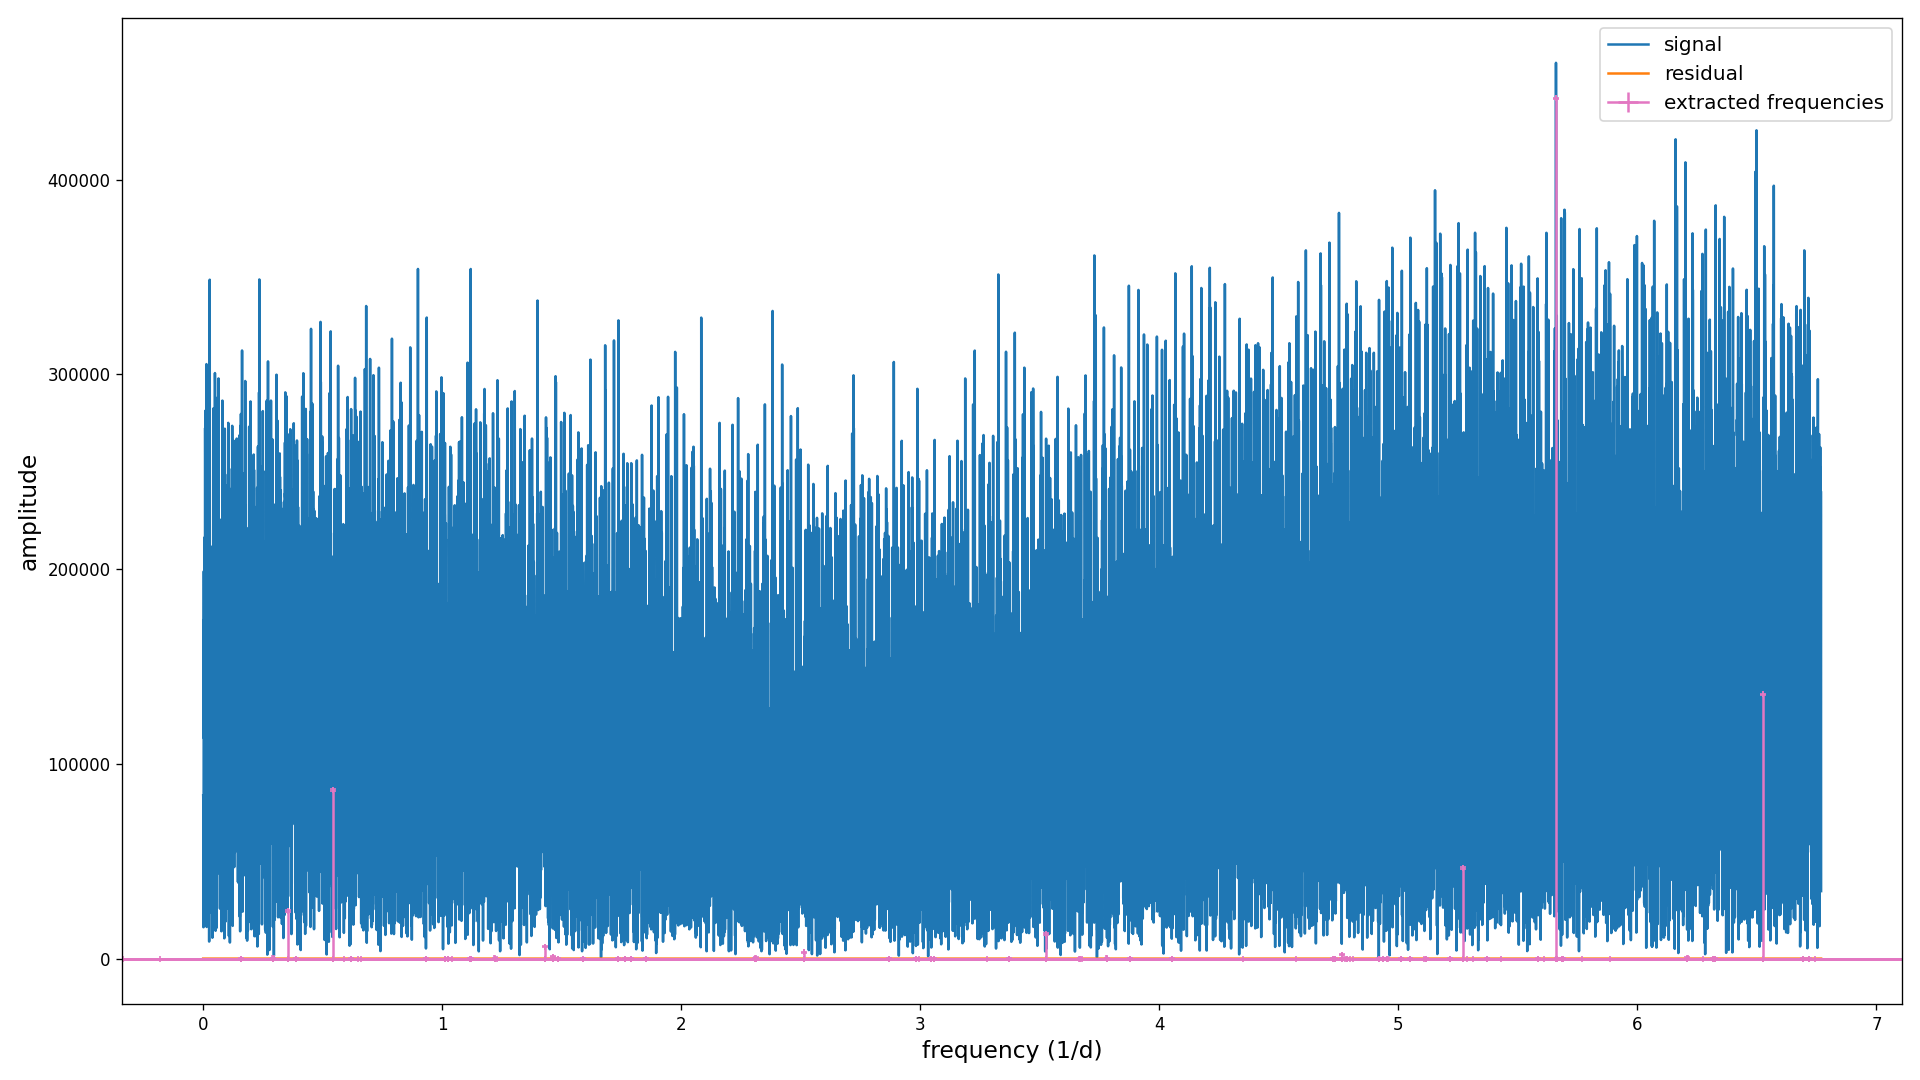 signal
residual
extracted frequencies
amplitude
400000
300000
200000
100000
0
0 1 2 3 4 5 6 7
frequency (1/d)